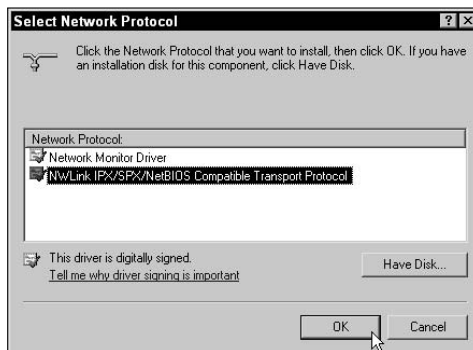 Select Network Protocol
Click the Network Protocol that you want to install, then click OK. If you have
an installation disk for this component, click Have Disk.
Network Protocol:
Network Monitor Driver
NWLink IPX/SPX/NetBIOS Compatible Transport Protocol
This driver is digitally signed.
Tell me why driver signing is important
Have Disk...
OK
Cancel